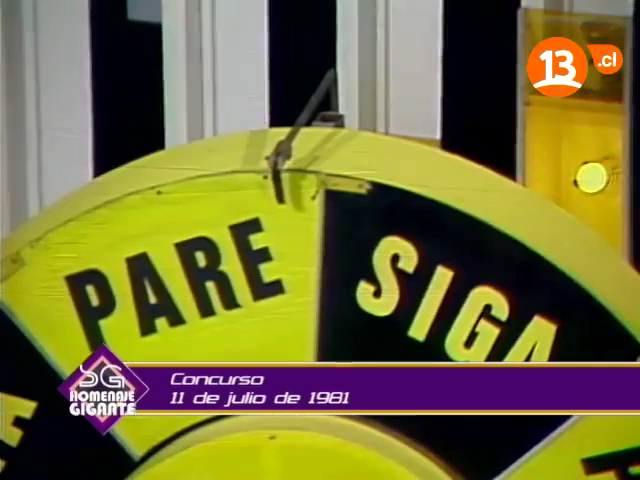 13.cl
PARE
SIGA
SG
HOMENAJE
GIGANTE
Concurso
11 de julio de 1981